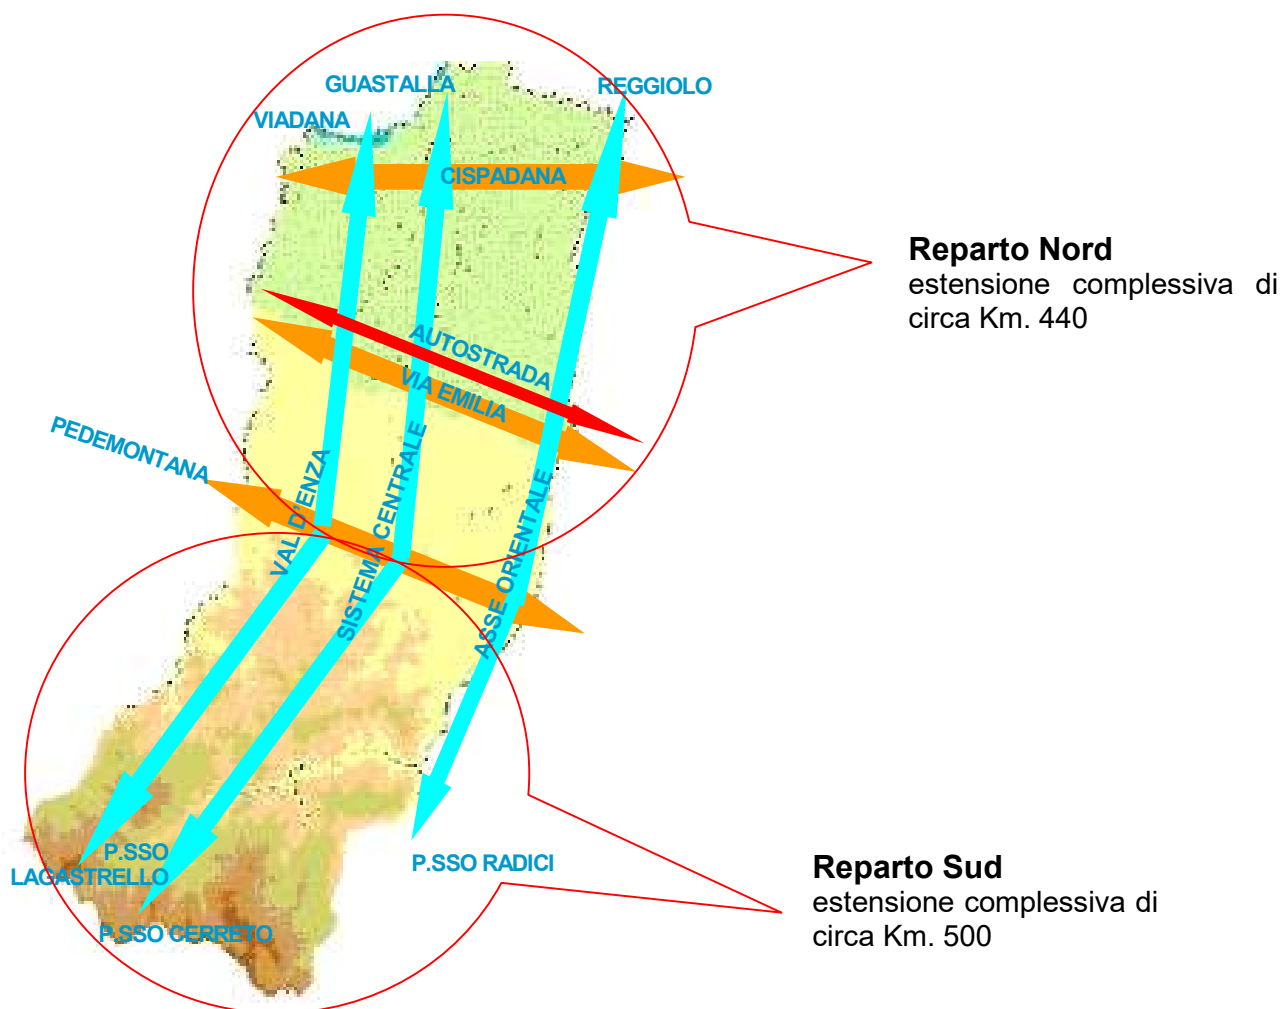 GUASTALLA
REGGIOLO
VIADANA
CISPADANA
Reparto Nord
estensione complessiva di
circa Km. 440
AUTOSTRADA
VIA EMILIA
PEDEMONTANA
VAL D'ENZA
SISTEMA CENTRALE
ASSE ORIENTALE
P.SSO
LAGASTRELLO
P.SSO RADICI
P.SSO CERRETO
Reparto Sud
estensione complessiva di
circa Km. 500